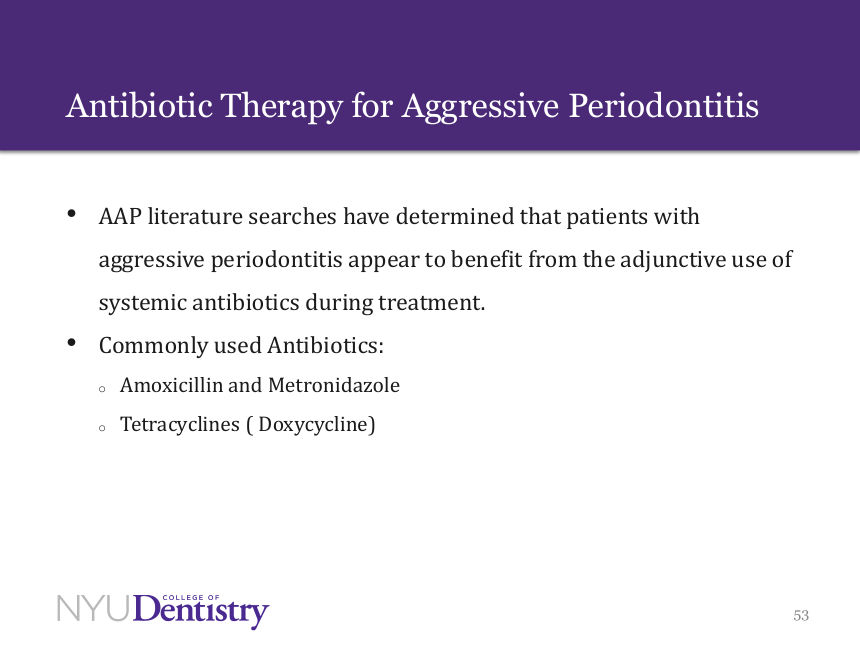 Antibiotic Therapy for Aggressive Periodontitis
• AAP literature searches have determined that patients with
aggressive periodontitis appear to benefit from the adjunctive use of
systemic antibiotics during treatment.
• Commonly used Antibiotics:
○ Amoxicillin and Metronidazole
○ Tetracyclines ( Doxycycline)
NYU COLLEGE OF Dentistry
53